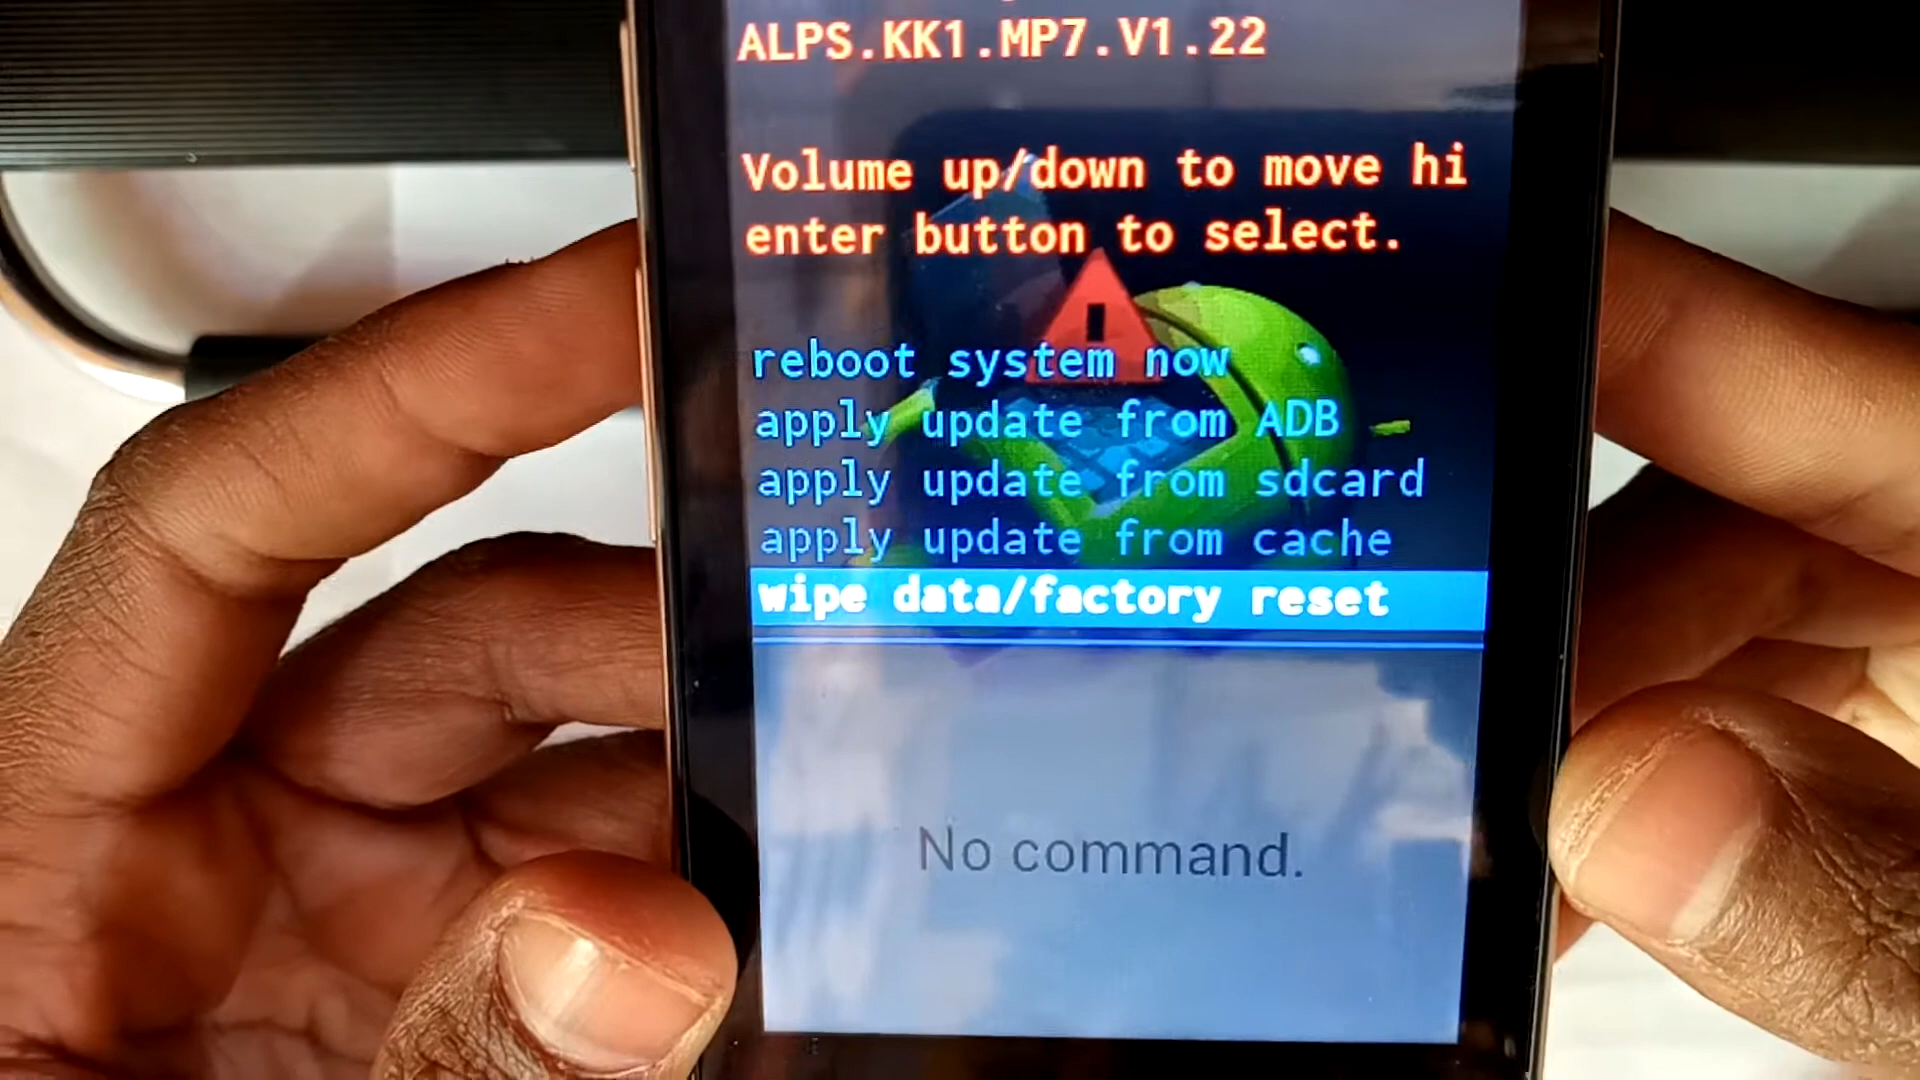 ALPS.KK1.MP7.V1.22
Volume up/down to move hi
enter button to select.
reboot system now
apply update from ADB
apply update from sdcard
apply update from cache
wipe data/factory reset
No command.